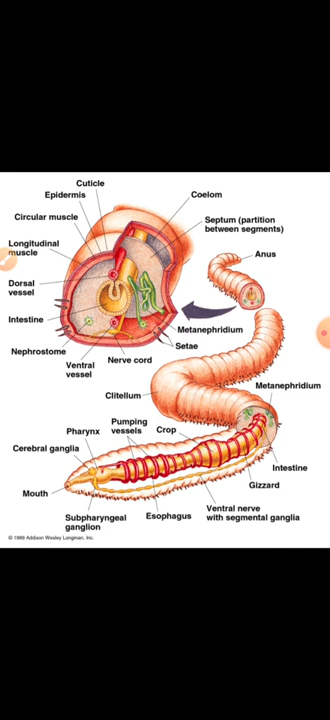 Cuticle
Epidermis
Coelom
Circular muscle
Septum (partition
between segments)
Longitudinal
muscle
Anus
Dorsal
vessel
Intestine
Metanephridium
Setae
Nephrostome
Nerve cord
Ventral
vessel
Metanephridium
Clitellum
Pumping
vessels
Crop
Pharynx
Cerebral ganglia
Intestine
Gizzard
Mouth
Ventral nerve
with segmental ganglia
Esophagus
Subpharyngeal
ganglion
© 1999 Addison Wesley Longman, Inc.